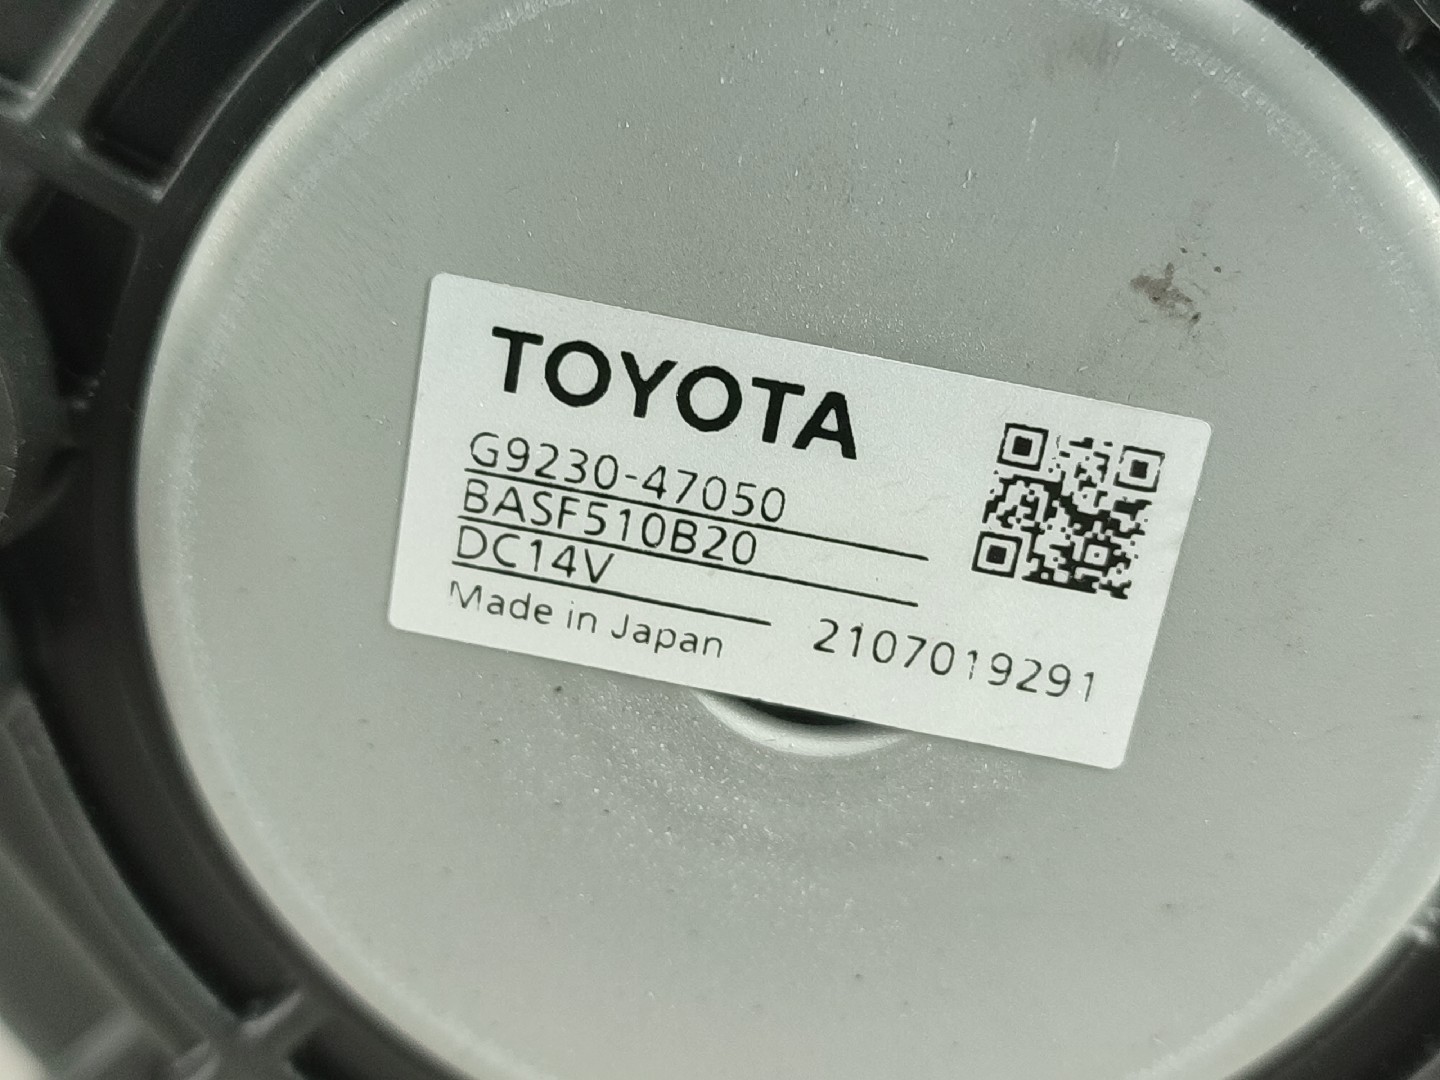 TOYOTA
G9230-47050
BASF510B20
DC14V
Made in Japan 2107019291